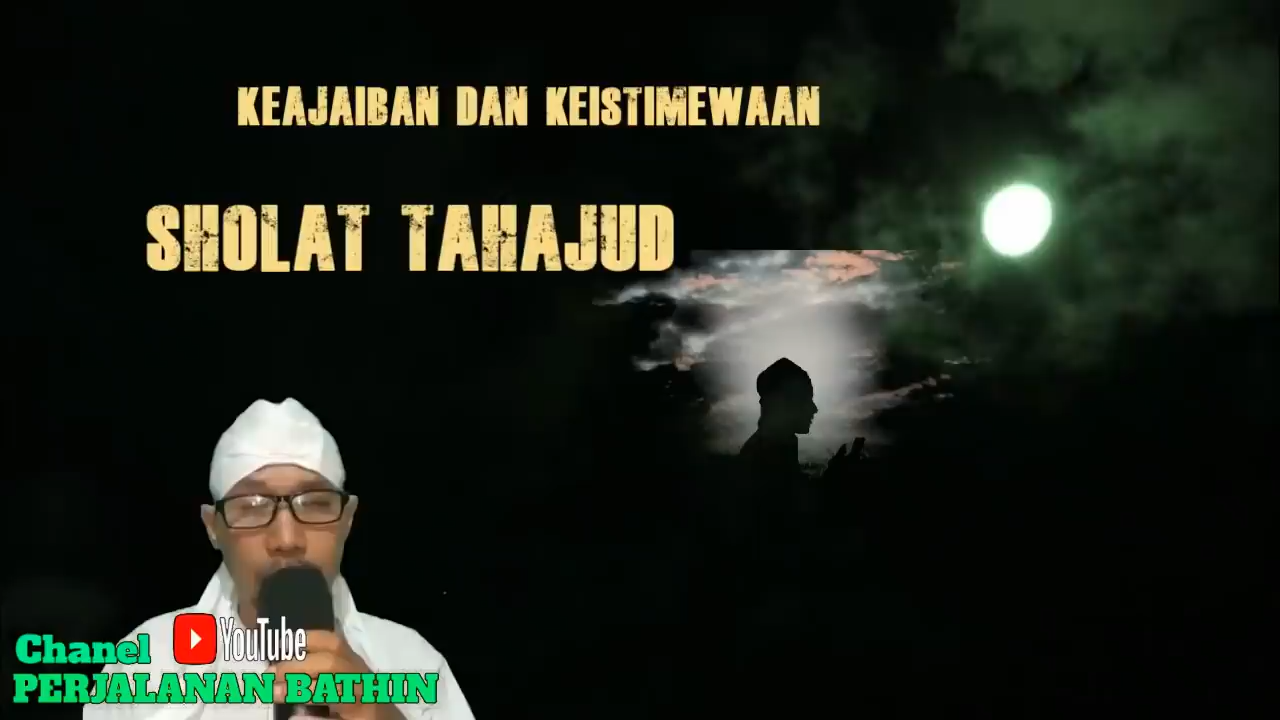 KEAJAIBAN DAN KEISTIMEWAAN
SHOLAT TAHAJUD
Chanel YouTube
PERJALANAN BATHIN